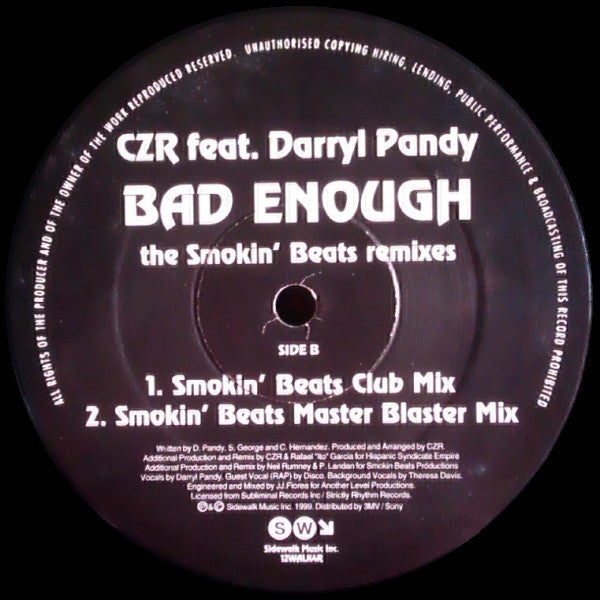 ALL RIGHTS OF THE PRODUCER AND OF THE OWNER OF THE WORK REPRODUCED RESERVED. UNAUTHORISED COPYING HIRING, LENDING, PUBLIC PERFORMANCE & BROADCASTING OF THIS RECORD PROHIBITED
CZR feat. Darryl Pandy
BAD ENOUGH
the Smokin' Beats remixes
SIDE B
1. Smokin' Beats Club Mix
2. Smokin' Beats Master Blaster Mix
Written by D. Pandy, S. George and C. Hernandez. Produced and Arranged by CZR.
Additional Production and Remix by CZR & Rafael "Ito" Garcia for Hispanic Syndicate Empire
Additional Production and Remix by Neil Rumney & P. Landan for Smokin Beats Productions
Vocals by Darryl Pandy. Guest Vocal (RAP) by Disco. Background Vocals by Theresa Davis.
Engineered and Mixed by JJ.Florea for Another Level Productions.
Licensed from Subliminal Records Inc / Strictly Rhythm Records.
℗ & © Sidewalk Music Inc. 1999. Distributed by 3MV / Sony
SW
Sidewalk Music Inc.
12WALK4R